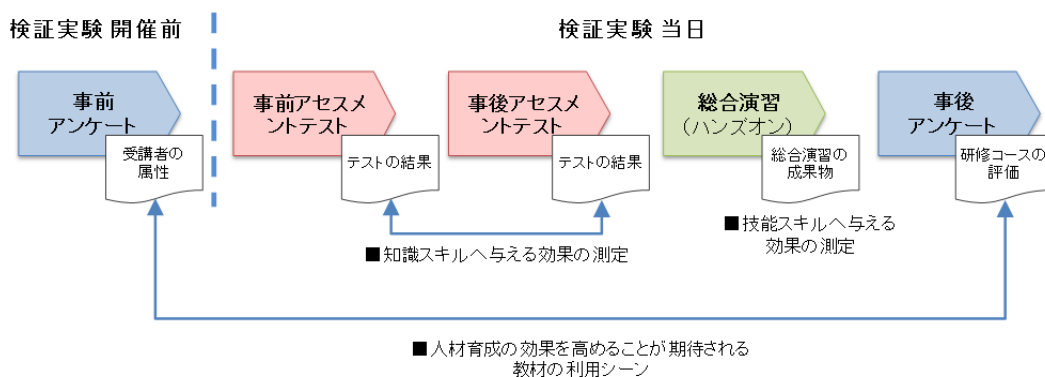 検証実験 開催前
検証実験 当日
事前
アンケート
受講者の
属性
事前アセスメ
ントテスト
テストの結果
事後アセスメ
ントテスト
テストの結果
総合演習
（ハンズオン）
総合演習の
成果物
事後
アンケート
研修コースの
評価
■知識スキルへ与える効果の測定
■技能スキルへ与える
効果の測定
■人材育成の効果を高めることが期待される
教材の利用シーン